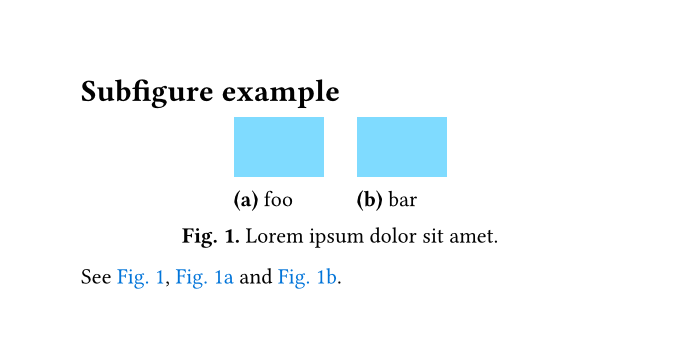 Subfigure example
(a) foo (b) bar
Fig. 1. Lorem ipsum dolor sit amet.
See Fig. 1, Fig. 1a and Fig. 1b.